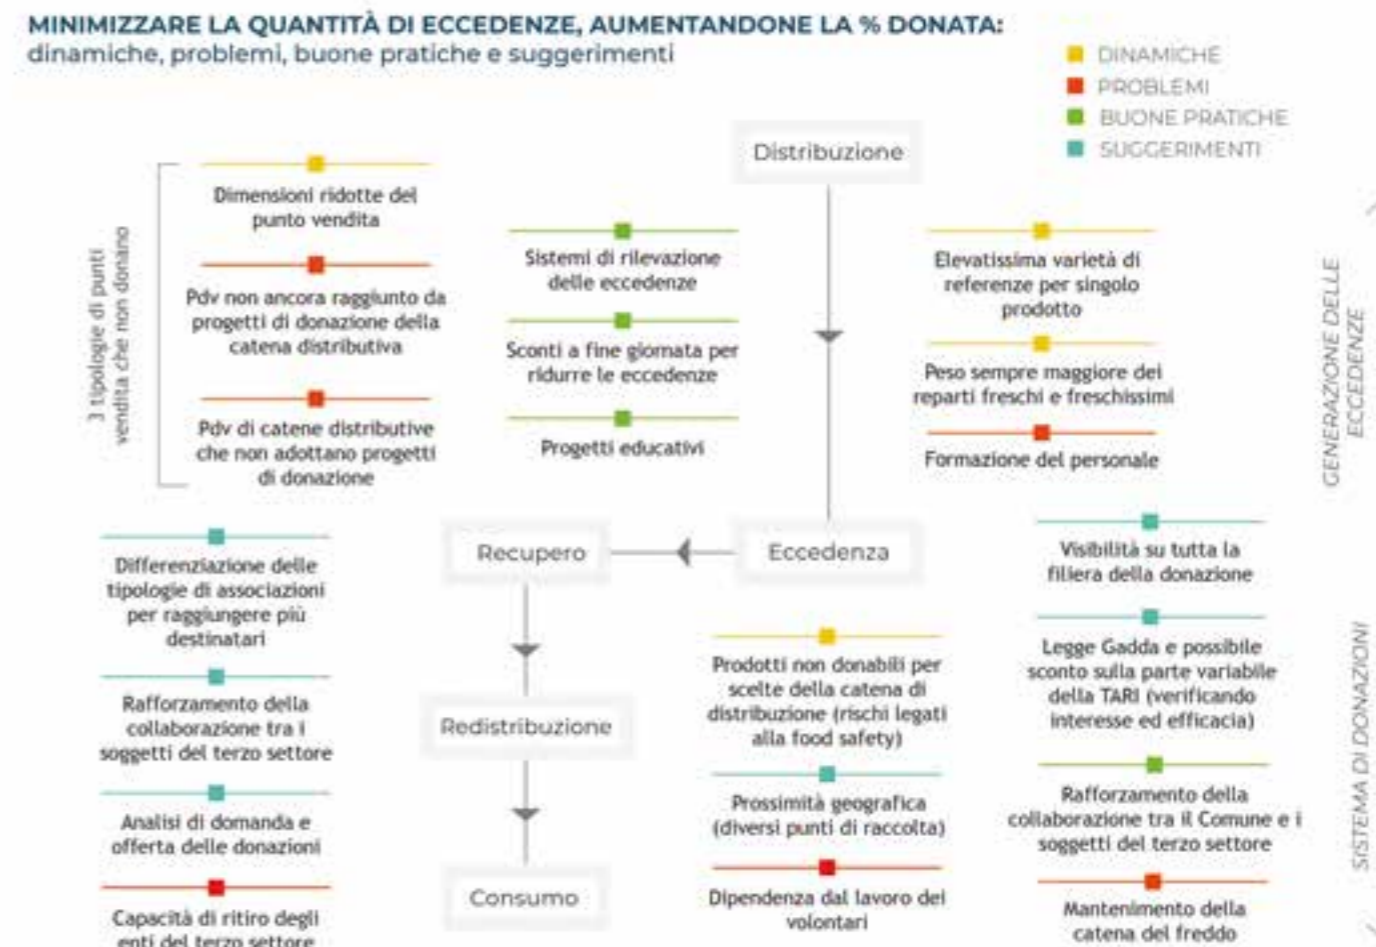 MINIMIZZARE LA QUANTITÀ DI ECCEDENZE, AUMENTANDONE LA % DONATA:
dinamiche, problemi, buone pratiche e suggerimenti
DINAMICHE
PROBLEMI
BUONE PRATICHE
SUGGERIMENTI
Distribuzione
3 tipologie di punti
vendita che non donano
Dimensioni ridotte del
punto vendita
Pdv non ancora raggiunto da
progetti di donazione della
catena distributiva
Pdv di catene distributive
che non adottano progetti
di donazione
Sistemi di rilevazione
delle eccedenze
Sconti a fine giornata per
ridurre le eccedenze
Progetti educativi
Elevatissima varietà di
referenze per singolo
prodotto
Peso sempre maggiore dei
reparti freschi e freschissimi
Formazione del personale
GENERAZIONE DELLE
ECCEDENZE
Recupero
Eccedenza
Redistribuzione
Consumo
Differenziazione delle
tipologie di associazioni
per raggiungere più
destinatari
Rafforzamento della
collaborazione tra i
soggetti del terzo settore
Analisi di domanda e
offerta delle donazioni
Capacità di ritiro degli
enti del terzo settore
Prodotti non donabili per
scelte della catena di
distribuzione (rischi legati
alla food safety)
Prossimità geografica
(diversi punti di raccolta)
Dipendenza dal lavoro dei
volontari
Visibilità su tutta la
filiera della donazione
Legge Gadda e possibile
sconto sulla parte variabile
della TARI (verificando
interesse ed efficacia)
Rafforzamento della
collaborazione tra il Comune e i
soggetti del terzo settore
Mantenimento della
catena del freddo
SISTEMA DI DONAZIONI